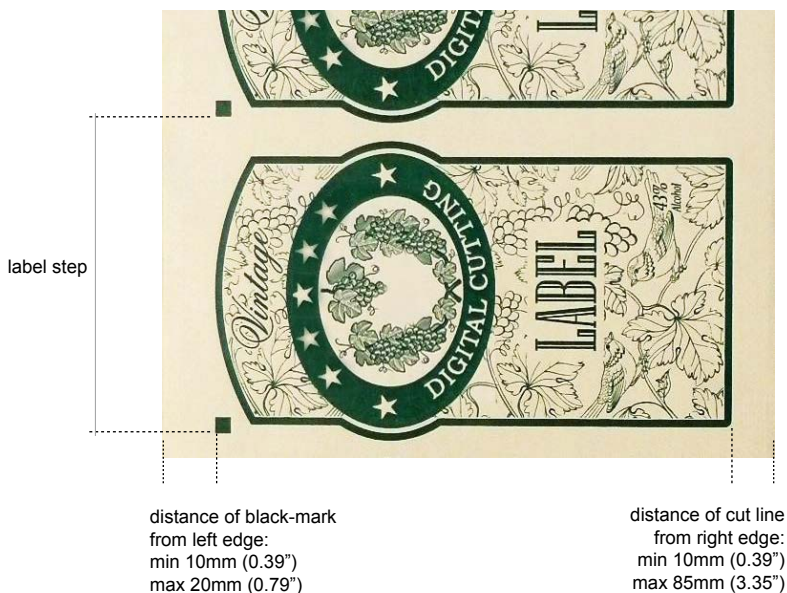 DIGIT
L
label step
Vintage
DIGITAL CUTTING
LABEL
43%
Alcohol
distance of black-mark
from left edge:
min 10mm (0.39”)
max 20mm (0.79”)
distance of cut line
from right edge:
min 10mm (0.39”)
max 85mm (3.35”)